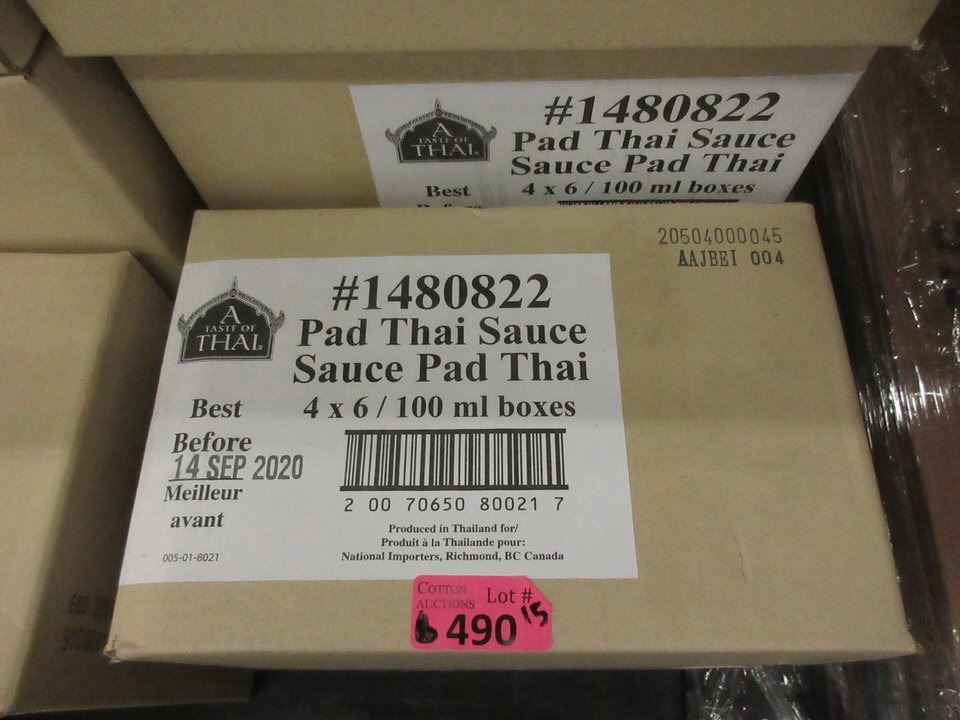 A
TASTE OF
THAI
#1480822
Pad Thai Sauce
Sauce Pad Thai
Best
4 x 6 / 100 ml boxes
20504000045
AAJBEI 004
A
TASTE OF
THAI
#1480822
Pad Thai Sauce
Sauce Pad Thai
4 x 6 / 100 ml boxes
Best
Before
14 SEP 2020
Meilleur
avant
2 00 70650 80021 7
Produced in Thailand for/
Produit à la Thailande pour:
National Importers, Richmond, BC Canada
005-01-8021
COTTON
AUCTIONS
Lot #
490
15